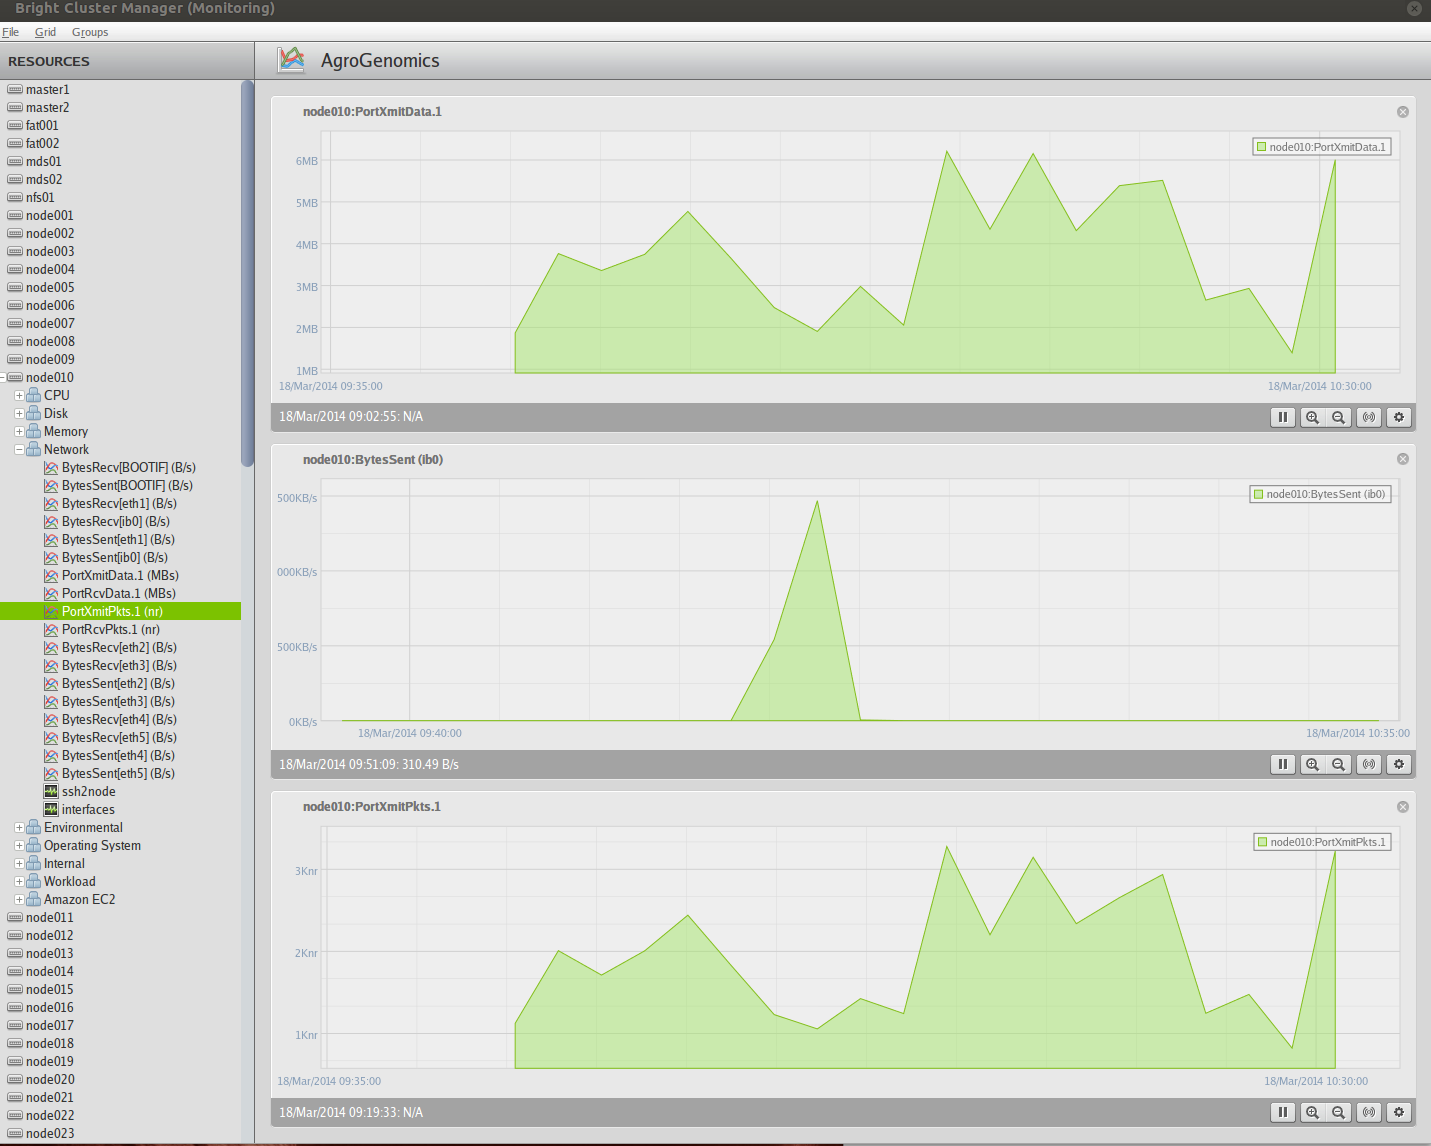 Bright Cluster Manager (Monitoring)
File Grid Groups
RESOURCES
AgroGenomics
master1
master2
fat001
fat002
mds01
mds02
nfs01
node001
node002
node003
node004
node005
node006
node007
node008
node009
node010
CPU
Disk
Memory
Network
BytesRecv[BOOTIF] (B/s)
BytesSent[BOOTIF] (B/s)
BytesRecv[eth1] (B/s)
BytesRecv[ib0] (B/s)
BytesSent[eth1] (B/s)
BytesSent[ib0] (B/s)
PortXmitData.1 (MBs)
PortRcvData.1 (MBs)
PortXmitPkts.1 (nr)
PortRcvPkts.1 (nr)
BytesRecv[eth2] (B/s)
BytesRecv[eth3] (B/s)
BytesSent[eth2] (B/s)
BytesSent[eth3] (B/s)
BytesRecv[eth4] (B/s)
BytesRecv[eth5] (B/s)
BytesSent[eth4] (B/s)
BytesSent[eth5] (B/s)
ssh2node
interfaces
Environmental
Operating System
Internal
Workload
Amazon EC2
node011
node012
node013
node014
node015
node016
node017
node018
node019
node020
node021
node022
node023
node010:PortXmitData.1
node010:PortXmitData.1
6MB
5MB
4MB
3MB
2MB
1MB
18/Mar/2014 09:35:00
18/Mar/2014 10:30:00
18/Mar/2014 09:02:55: N/A
node010:BytesSent (ib0)
node010:BytesSent (ib0)
500KB/s
000KB/s
500KB/s
0KB/s
18/Mar/2014 09:40:00
18/Mar/2014 10:35:00
18/Mar/2014 09:51:09: 310.49 B/s
node010:PortXmitPkts.1
node010:PortXmitPkts.1
3Knr
2Knr
1Knr
18/Mar/2014 09:35:00
18/Mar/2014 10:30:00
18/Mar/2014 09:19:33: N/A